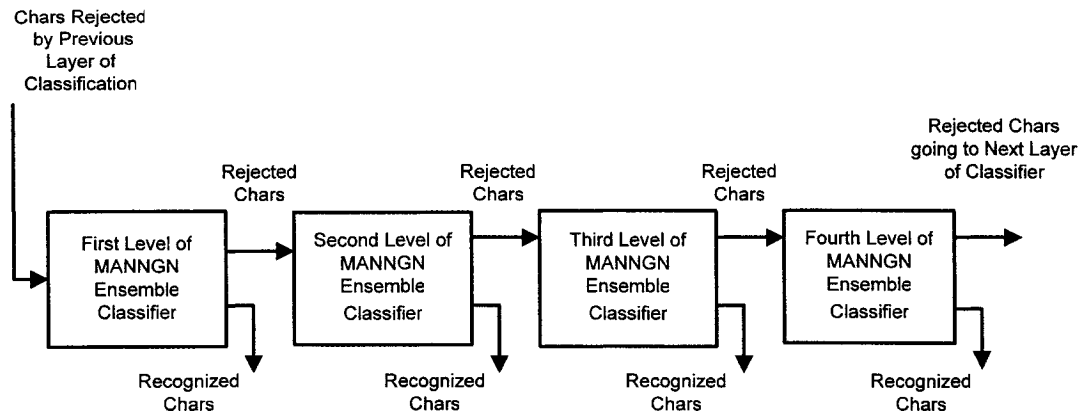 Chars Rejected
by Previous
Layer of
Classification
Rejected Chars
going to Next Layer
of Classifier
Rejected
Chars
Rejected
Chars
Rejected
Chars
First Level of
MANNGN
Ensemble
Classifier
Second Level of
MANNGN
Ensemble
Classifier
Third Level of
MANNGN
Ensemble
Classifier
Fourth Level of
MANNGN
Ensemble
Classifier
Recognized
Chars
Recognized
Chars
Recognized
Chars
Recognized
Chars